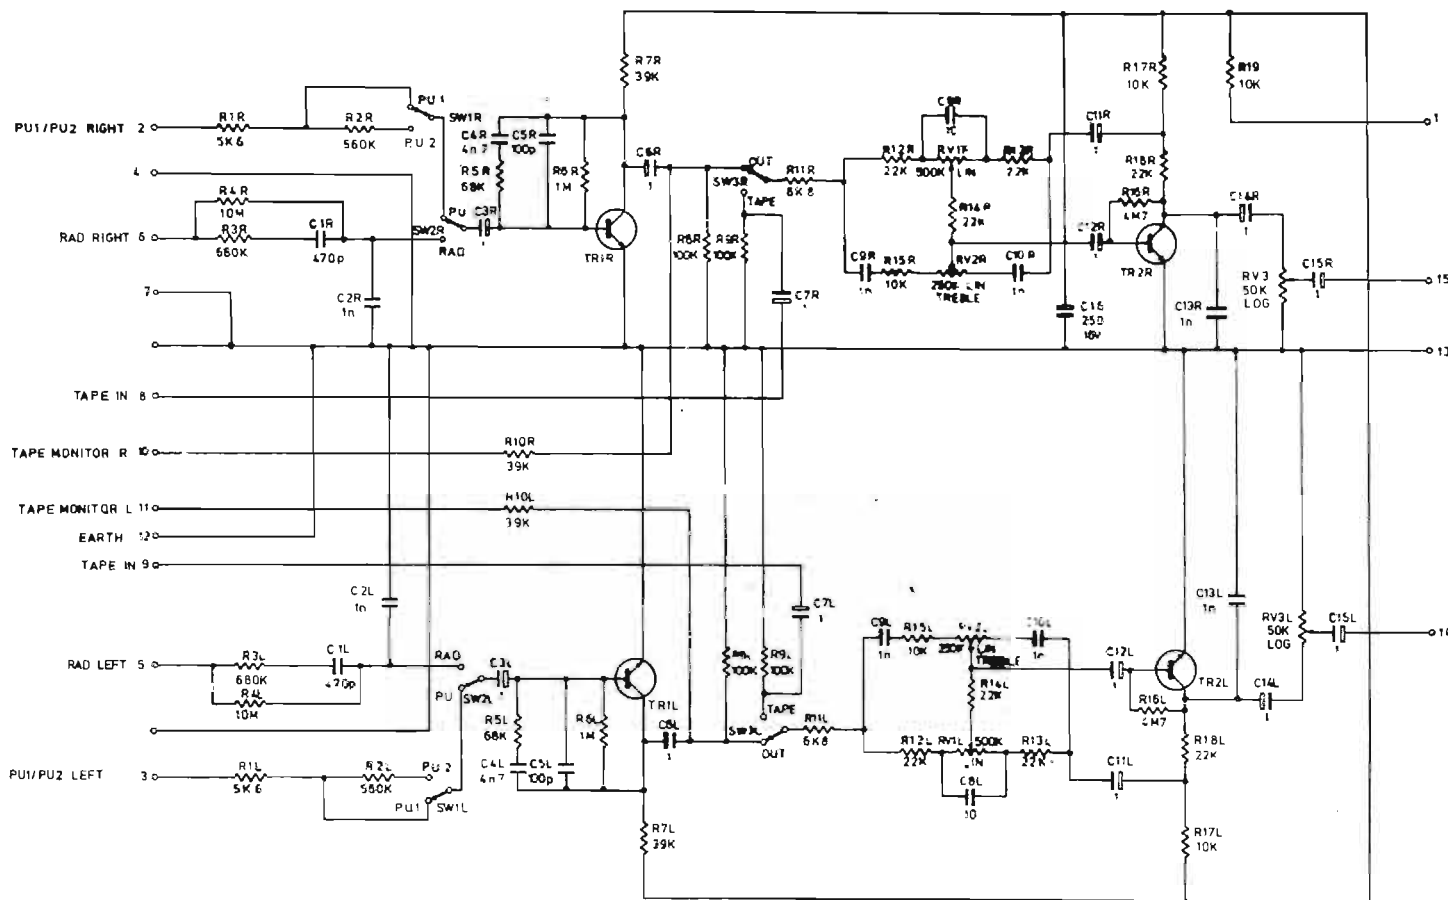 R7R
39K
R17R
10K
R19
10K
1
PU1/PU2 RIGHT 2
R1R
5K6
R2R
560K
PU1
SW1R
PU2
C4R
4n7
C5R
100p
R5R
68K
R6R
1M
C6R
1
C8R
R12R
22K
RV1R
500K
LIN
R13R
22K
C11R
1
R18R
22K
4
R4R
10M
RAD RIGHT 6
R3R
680K
C1R
470p
PU
SW2R
RAD
C3R
1
TR1R
OUT
SW3R
TAPE
R11R
6K8
R8R
100K
R9R
100K
R14R
22K
C9R
1n
R15R
10K
RV2R
250K LIN
TREBLE
C10R
1n
C12R
1
R16R
4M7
TR2R
C14R
1
RV3
50K
LOG
C15R
1
15
7
C2R
1n
C7R
1
C16
250
16V
C13R
1n
13
TAPE IN 8
TAPE MONITOR R 10
R10R
39K
TAPE MONITOR L 11
R10L
39K
EARTH 12
TAPE IN 9
C2L
1n
C7L
1
C13L
1n
RV3L
50K
LOG
C15L
1
RAD LEFT 5
R3L
680K
C1L
470p
R4L
10M
RAD
PU
SW2L
C3L
1
TR1L
R5L
68K
R6L
1M
C4L
4n7
C5L
100p
C6L
1
R8L
100K
R9L
100K
TAPE
SW3L
OUT
R11L
6K8
C9L
1n
R15L
10K
RV2L
250K
LIN
TREBLE
C10L
1n
R14L
22K
R12L
22K
RV1L
500K
LIN
R13L
22K
C8L
10
C12L
1
TR2L
R16L
4M7
C14L
1
R18L
22K
C11L
1
PU1/PU2 LEFT 3
R1L
5K6
R2L
560K
PU2
PU1
SW1L
R7L
39K
R17L
10K